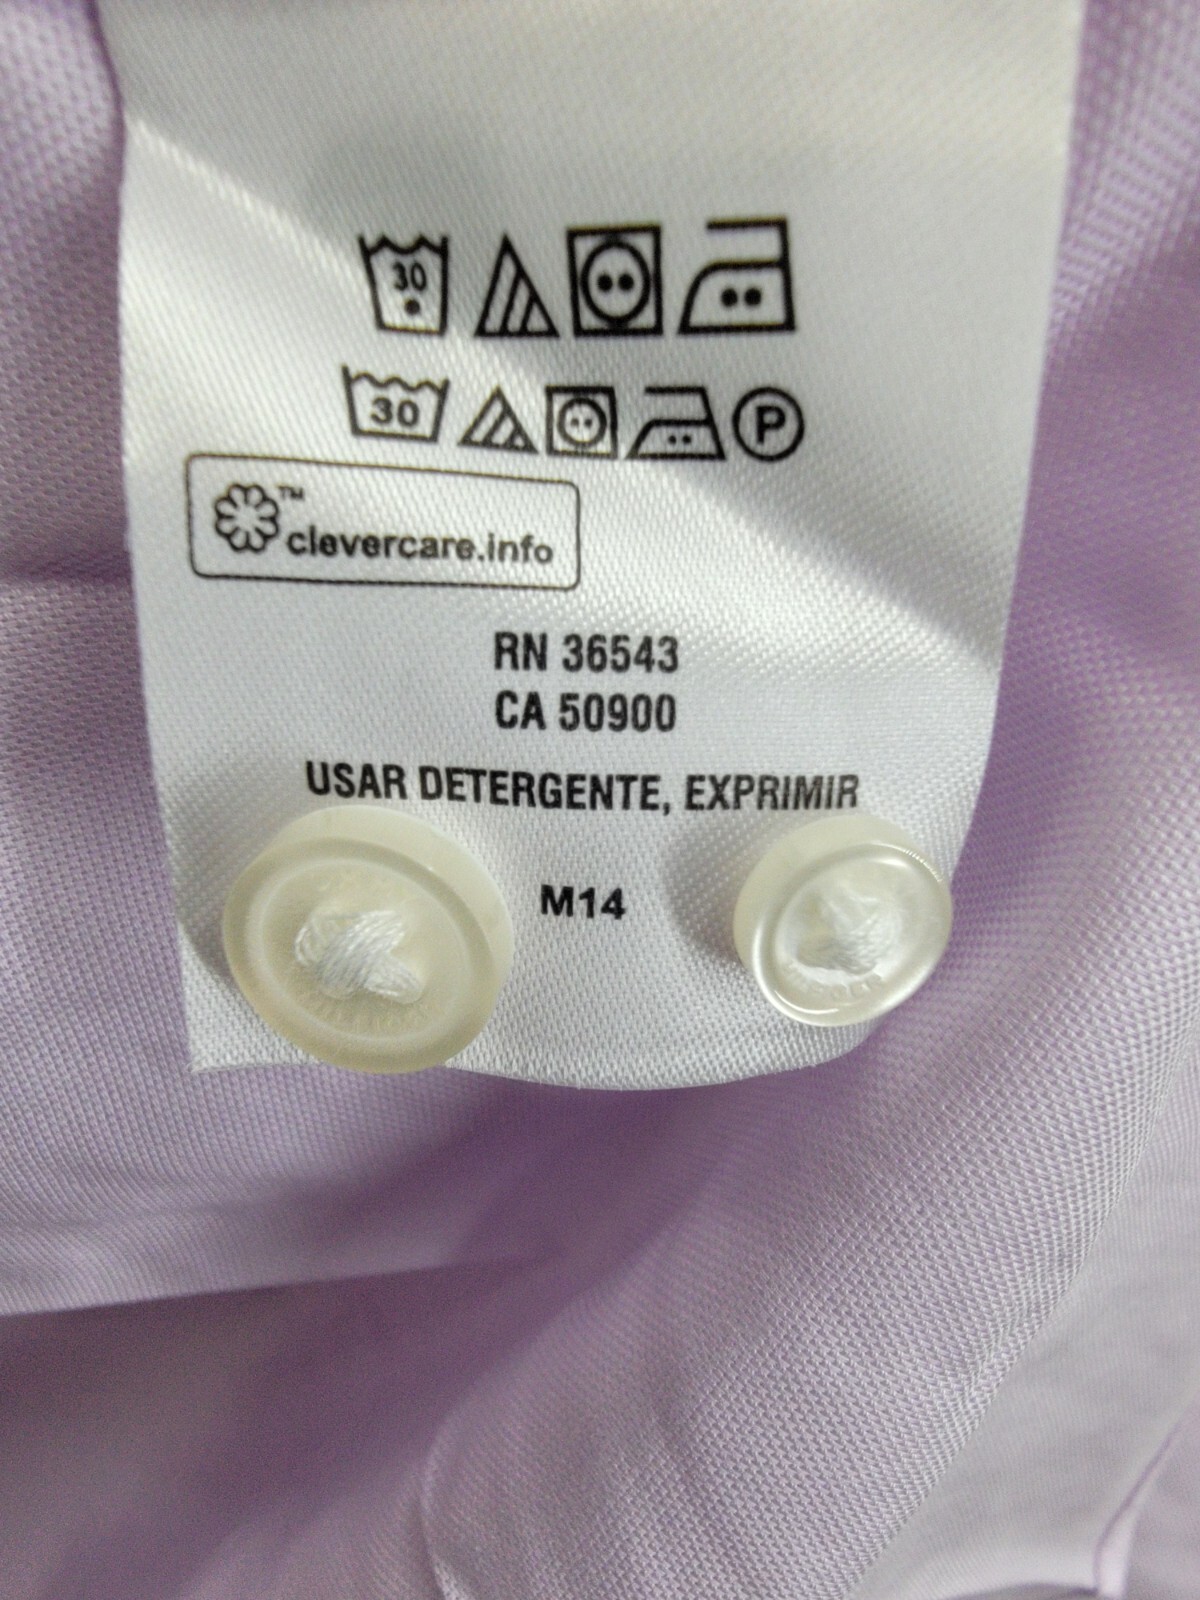 30
30 P
™
clevercare.info
RN 36543
CA 50900
USAR DETERGENTE, EXPRIMIR
M14